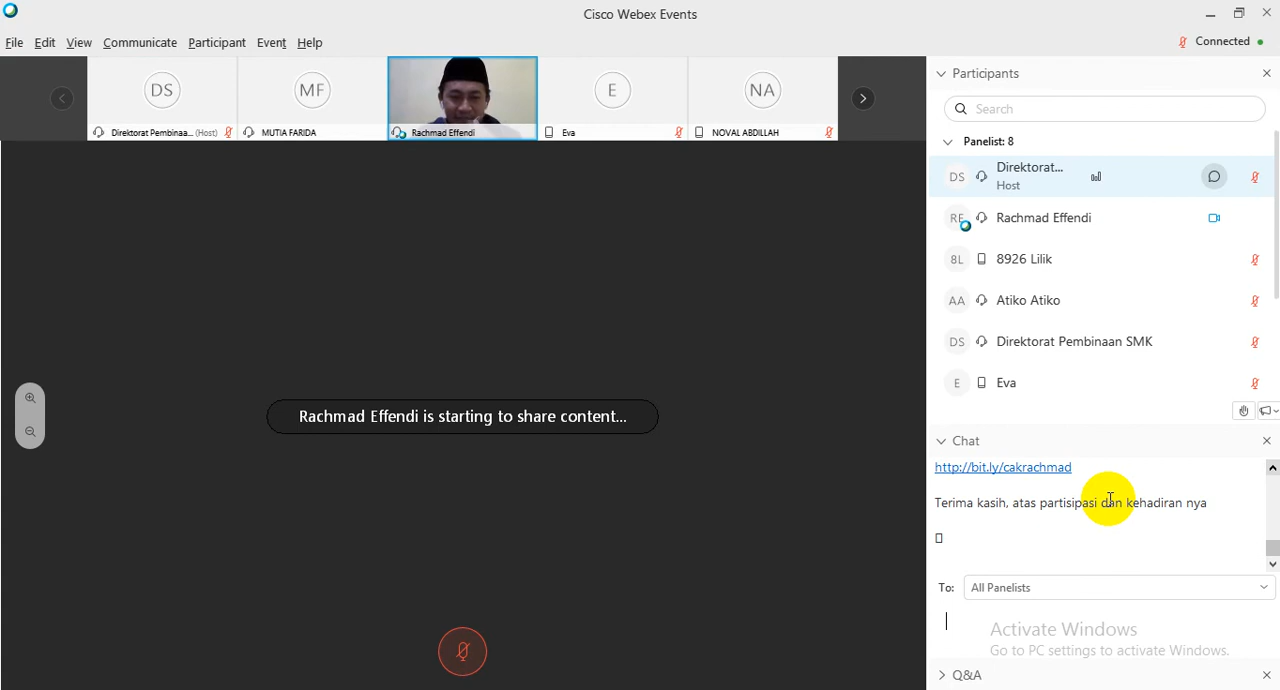 Cisco Webex Events
File Edit View Communicate Participant Event Help
Connected
DS
Direktorat Pembinaa... (Host)
MF
MUTIA FARIDA
Rachmad Effendi
E
Eva
NA
NOVAL ABDILLAH
Rachmad Effendi is starting to share content...
Participants
Search
Panelist: 8
DS Direktorat...
Host
RE Rachmad Effendi
8L 8926 Lilik
AA Atiko Atiko
DS Direktorat Pembinaan SMK
E Eva
Chat
http://bit.ly/cakrachmad
Terima kasih, atas partisipasi dan kehadiran nya
To: All Panelists
Activate Windows
Go to PC settings to activate Windows.
Q&A